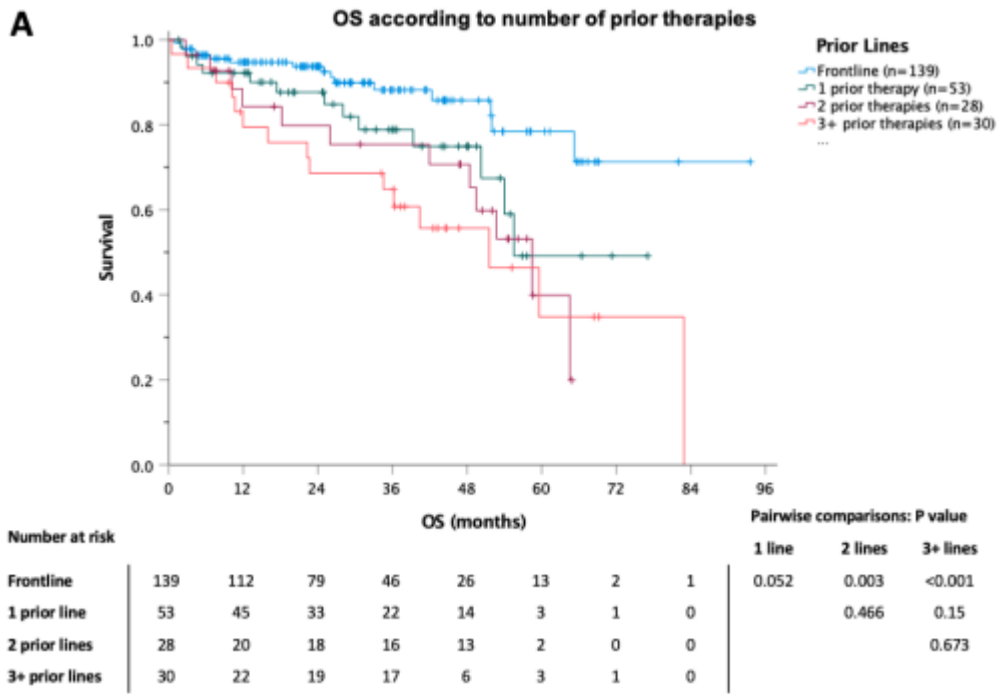 A
OS according to number of prior therapies
Prior Lines
Frontline (n=139)
1 prior therapy (n=53)
2 prior therapies (n=28)
3+ prior therapies (n=30)
...
Survival
1.0
0.8
0.6
0.4
0.2
0.0
0 12 24 36 48 60 72 84 96
OS (months)
Number at risk
Pairwise comparisons: P value
1 line 2 lines 3+ lines
Frontline 139 112 79 46 26 13 2 1 0.052 0.003 <0.001
1 prior line 53 45 33 22 14 3 1 0 0.466 0.15
2 prior lines 28 20 18 16 13 2 0 0 0.673
3+ prior lines 30 22 19 17 6 3 1 0